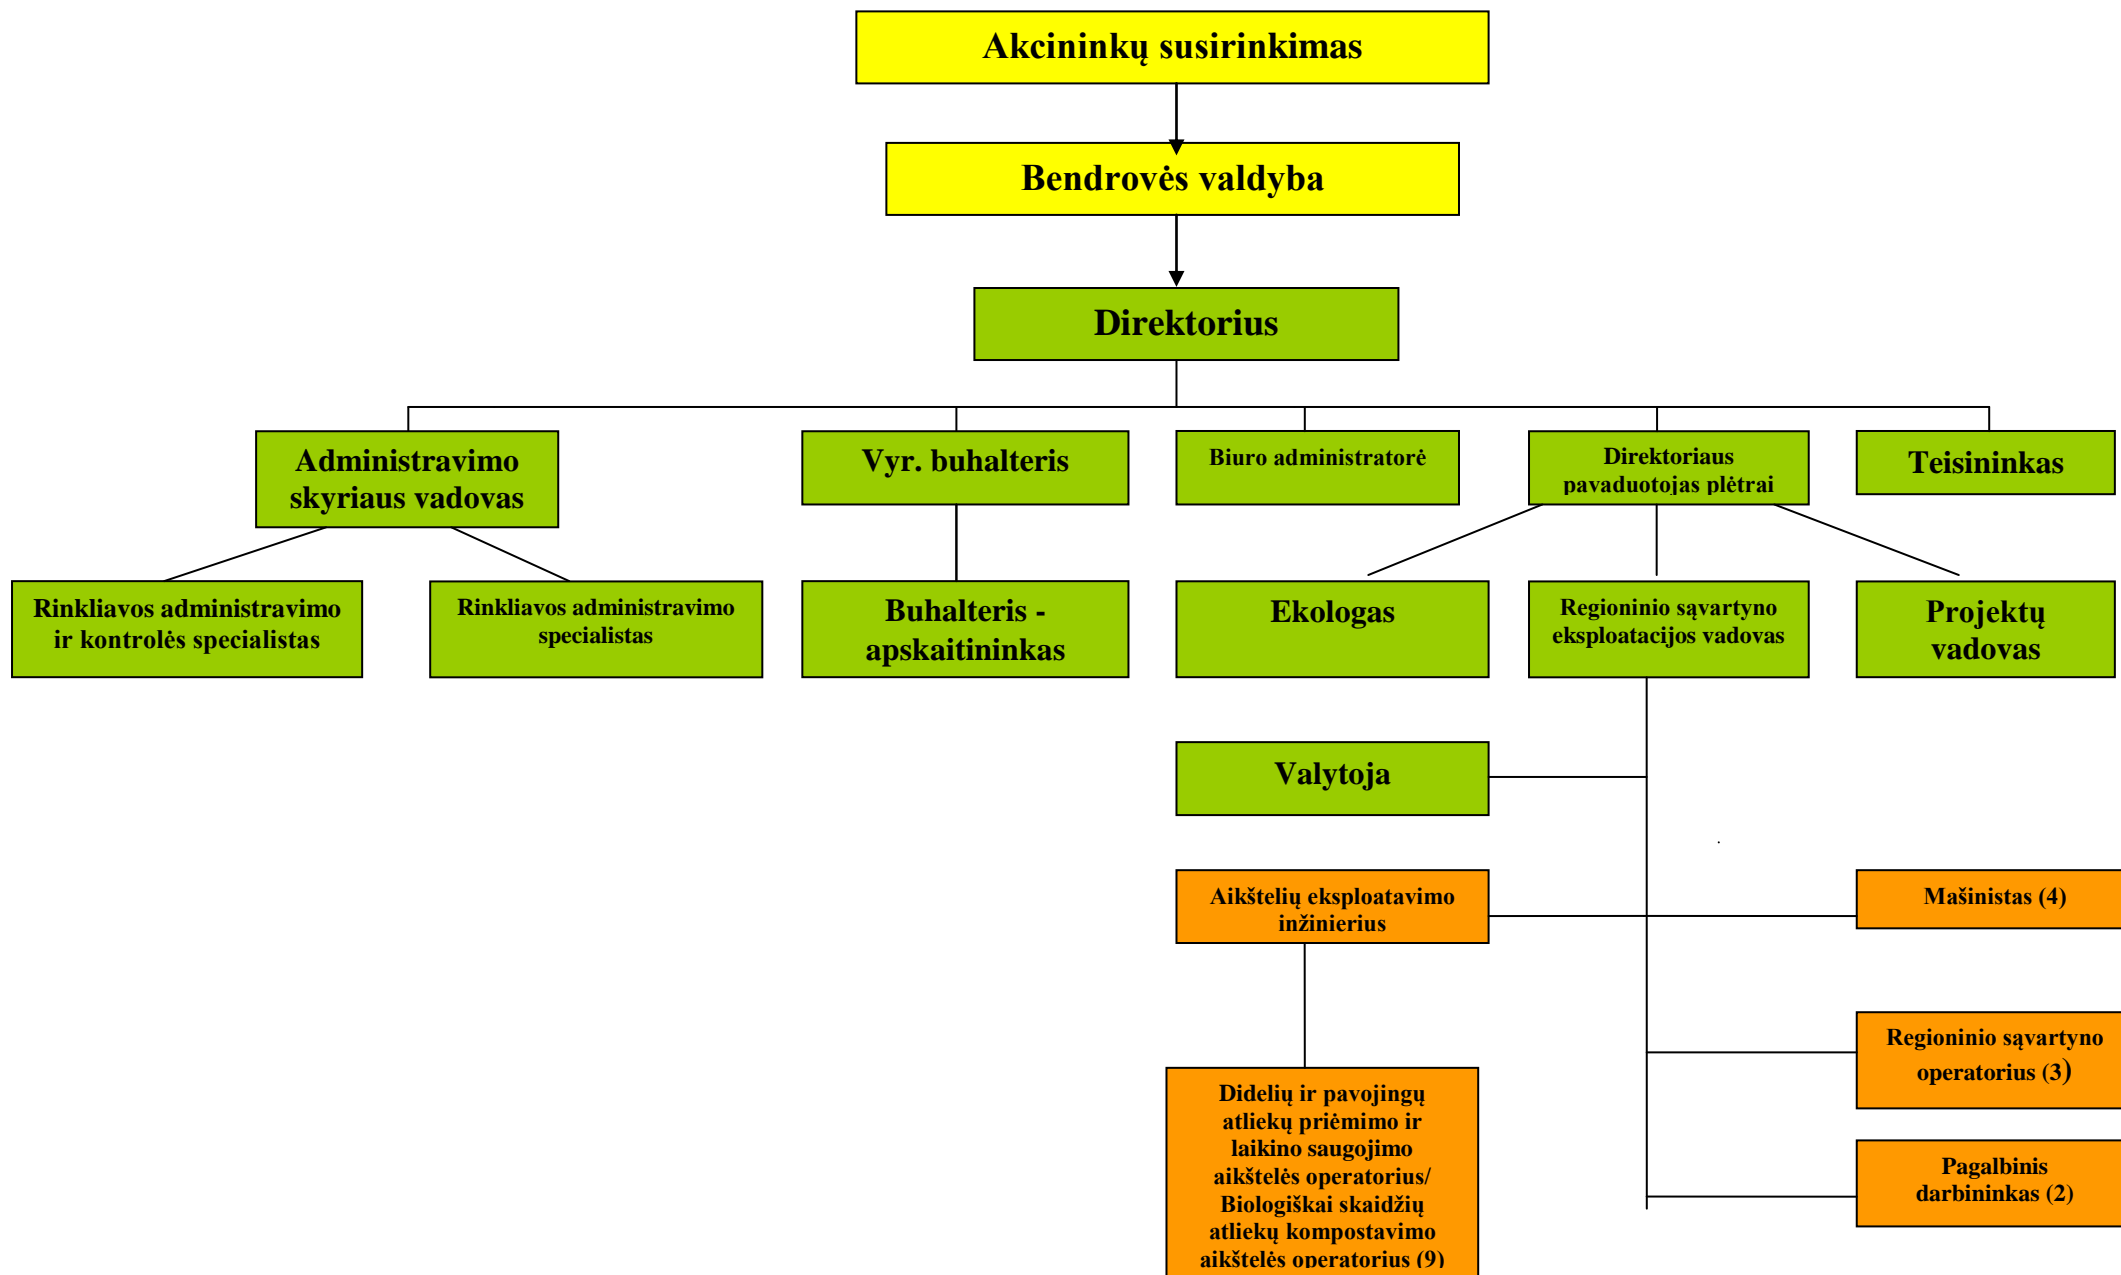 Akcininkų susirinkimas
Bendrovės valdyba
Direktorius
Administravimo
skyriaus vadovas
Vyr. buhalteris
Biuro administratorė
Direktoriaus
pavaduotojas plėtrai
Teisininkas
Rinkliavos administravimo
ir kontrolės specialistas
Rinkliavos administravimo
specialistas
Buhalteris -
apskaitininkas
Ekologas
Regioninio sąvartyno
eksploatacijos vadovas
Projektų
vadovas
Valytoja
Aikštelių eksploatavimo
inžinierius
Mašinistas (4)
Regioninio sąvartyno
operatorius (3)
Didelių ir pavojingų
atliekų priėmimo ir
laikino saugojimo
aikštelės operatorius/
Biologiškai skaidžių
atliekų kompostavimo
aikštelės operatorius (9)
Pagalbinis
darbininkas (2)